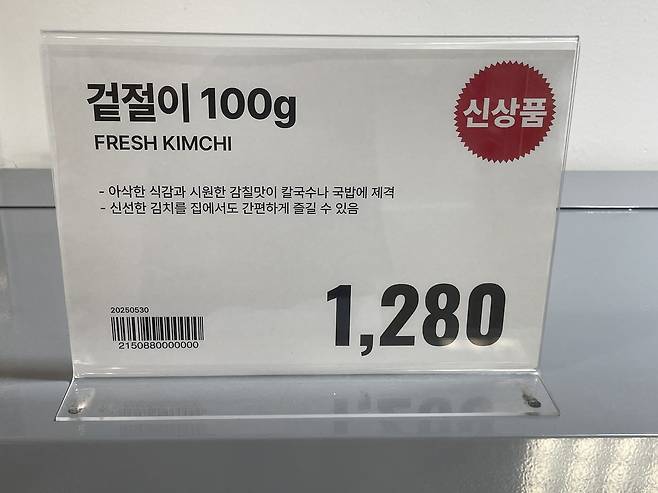 겉절이 100g
신상품
FRESH KIMCHI
- 아삭한 식감과 시원한 감칠맛이 칼국수나 국밥에 제격
- 신선한 김치를 집에서도 간편하게 즐길 수 있음
20250530
2150880000000
1,280